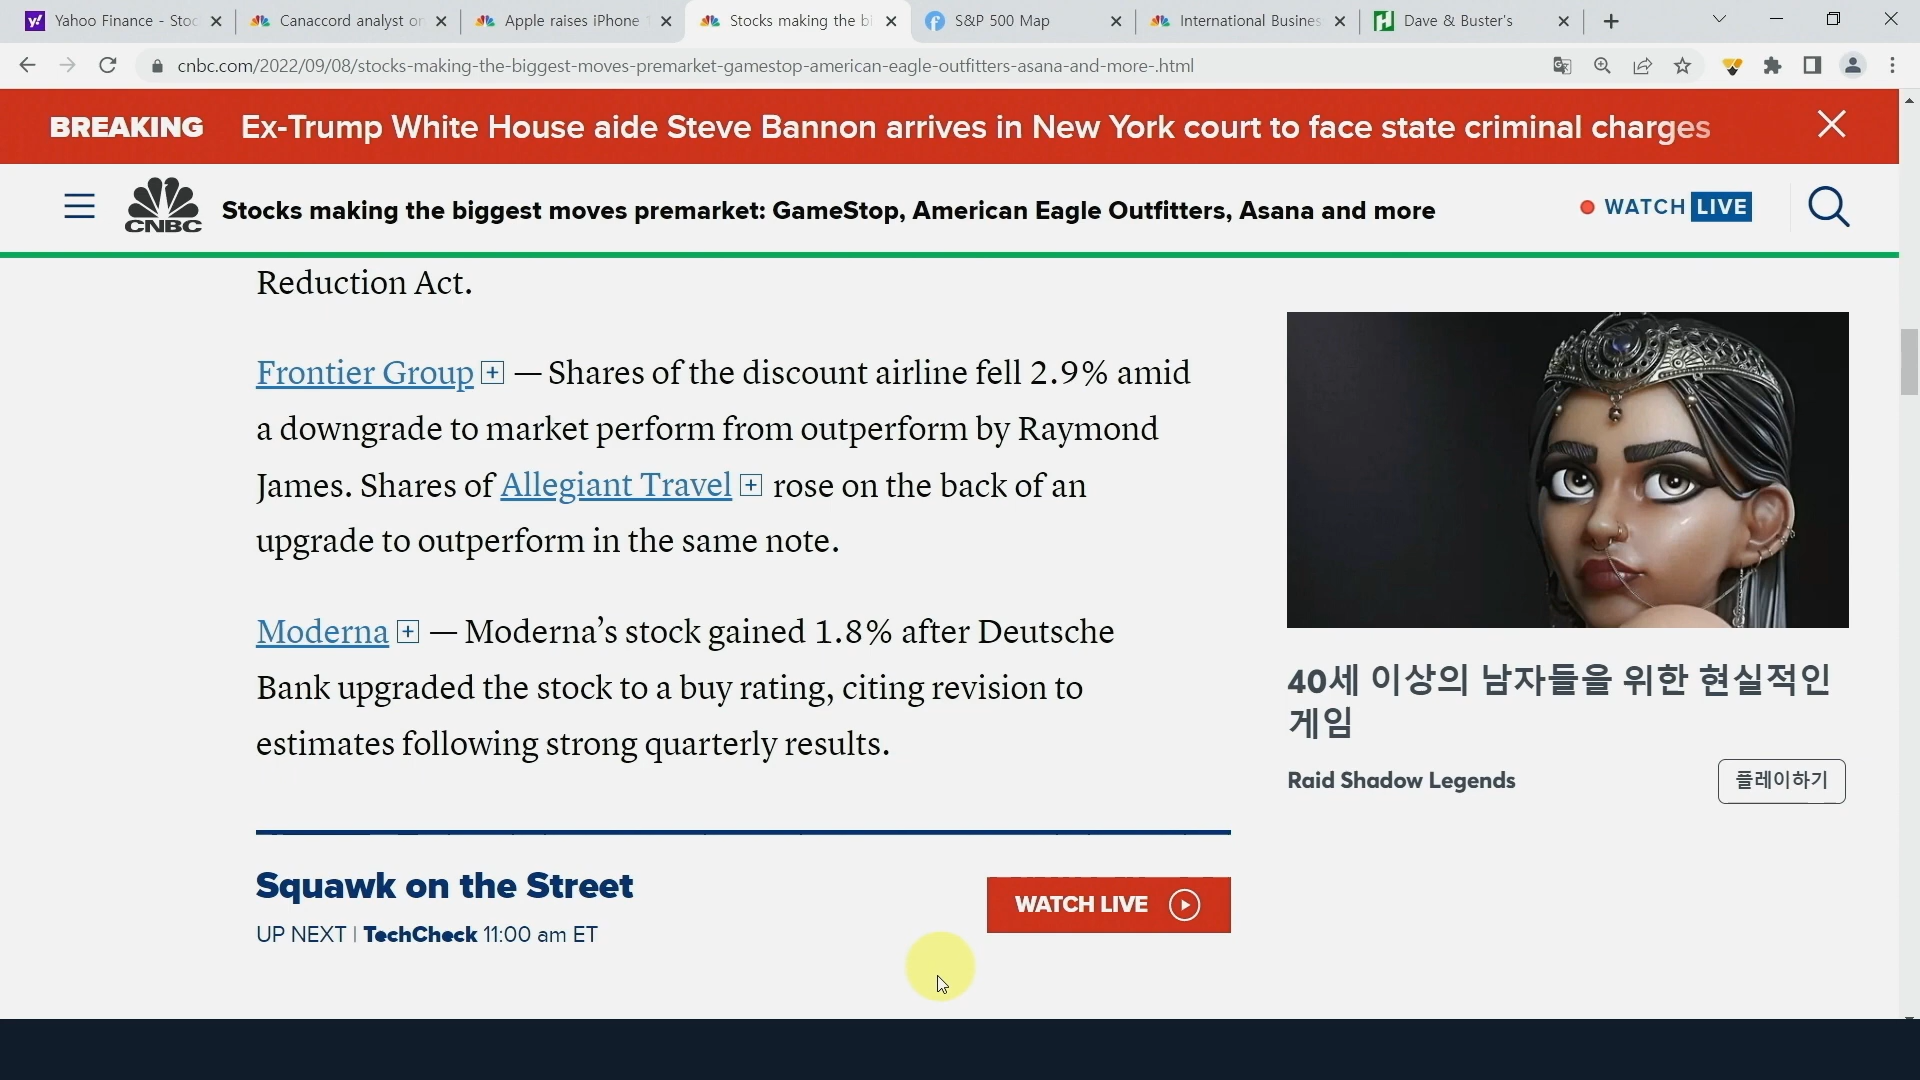 Yahoo Finance - Stoc
Canaccord analyst on
Apple raises iPhone 1
Stocks making the bi
S&P 500 Map
International Busines
Dave & Buster's
cnbc.com/2022/09/08/stocks-making-the-biggest-moves-premarket-gamestop-american-eagle-outfitters-asana-and-more-.html
BREAKING Ex-Trump White House aide Steve Bannon arrives in New York court to face state criminal charges
CNBC
Stocks making the biggest moves premarket: GameStop, American Eagle Outfitters, Asana and more
WATCH LIVE
Reduction Act.
Frontier Group — Shares of the discount airline fell 2.9% amid
a downgrade to market perform from outperform by Raymond
James. Shares of Allegiant Travel rose on the back of an
upgrade to outperform in the same note.
Moderna — Moderna’s stock gained 1.8% after Deutsche
Bank upgraded the stock to a buy rating, citing revision to
estimates following strong quarterly results.
40세 이상의 남자들을 위한 현실적인
게임
Raid Shadow Legends
플레이하기
Squawk on the Street
UP NEXT | TechCheck 11:00 am ET
WATCH LIVE